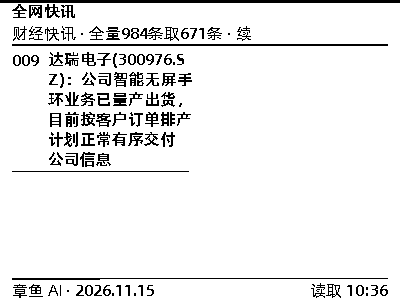 全网快讯
财经快讯 · 全量984条取671条 · 续
009 达瑞电子(300976.S
Z)：公司智能无屏手
环业务已量产出货，
目前按客户订单排产
计划正常有序交付
公司信息
章鱼 AI · 2026.11.15 读取 10:36